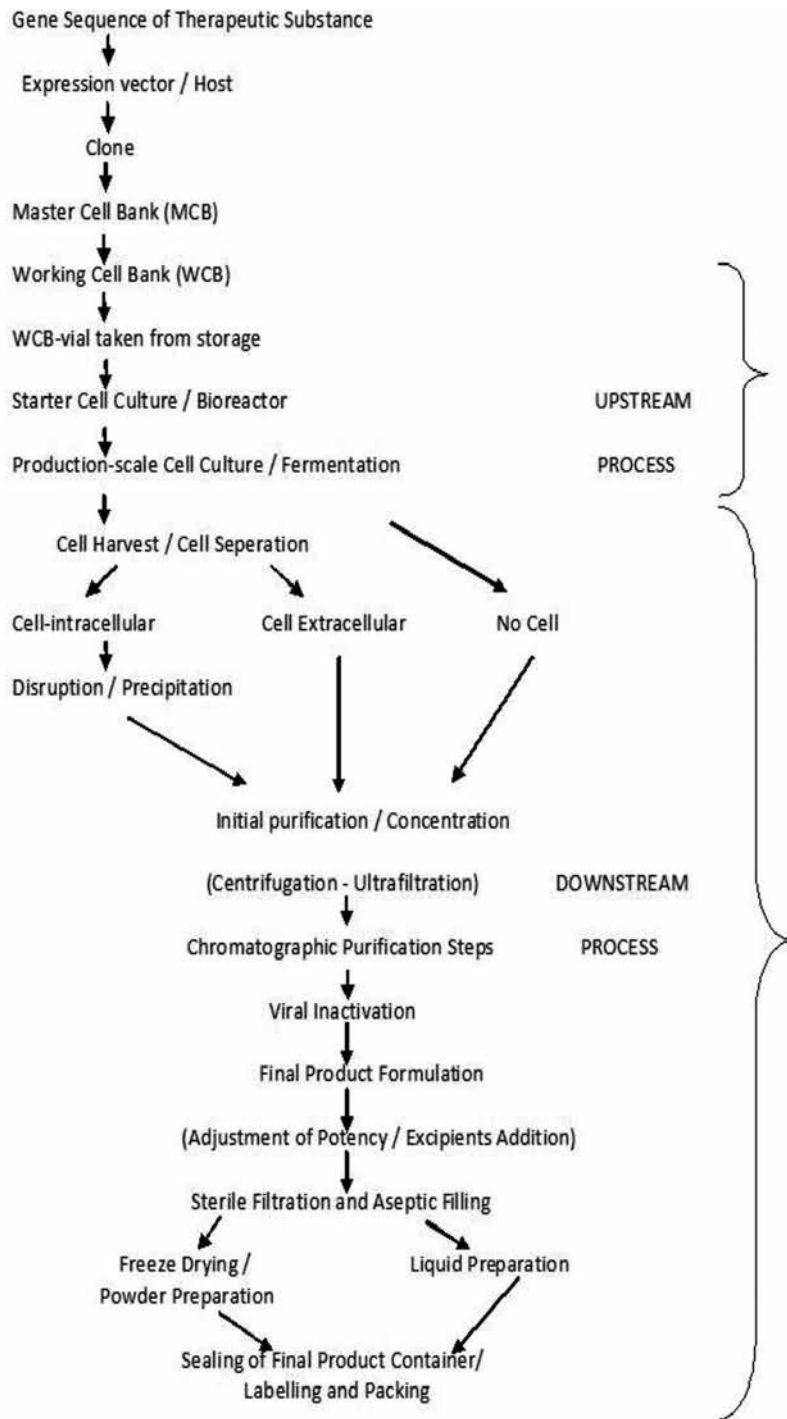 Gene Sequence of Therapeutic Substance
Expression vector / Host
Clone
Master Cell Bank (MCB)
Working Cell Bank (WCB)
WCB-vial taken from storage
Starter Cell Culture / Bioreactor
UPSTREAM
Production-scale Cell Culture / Fermentation
PROCESS
Cell Harvest / Cell Seperation
Cell-intracellular
Cell Extracellular
No Cell
Disruption / Precipitation
Initial purification / Concentration
(Centrifugation - Ultrafiltration)
DOWNSTREAM
Chromatographic Purification Steps
PROCESS
Viral Inactivation
Final Product Formulation
(Adjustment of Potency / Excipients Addition)
Sterile Filtration and Aseptic Filling
Freeze Drying /
Powder Preparation
Liquid Preparation
Sealing of Final Product Container/
Labelling and Packing